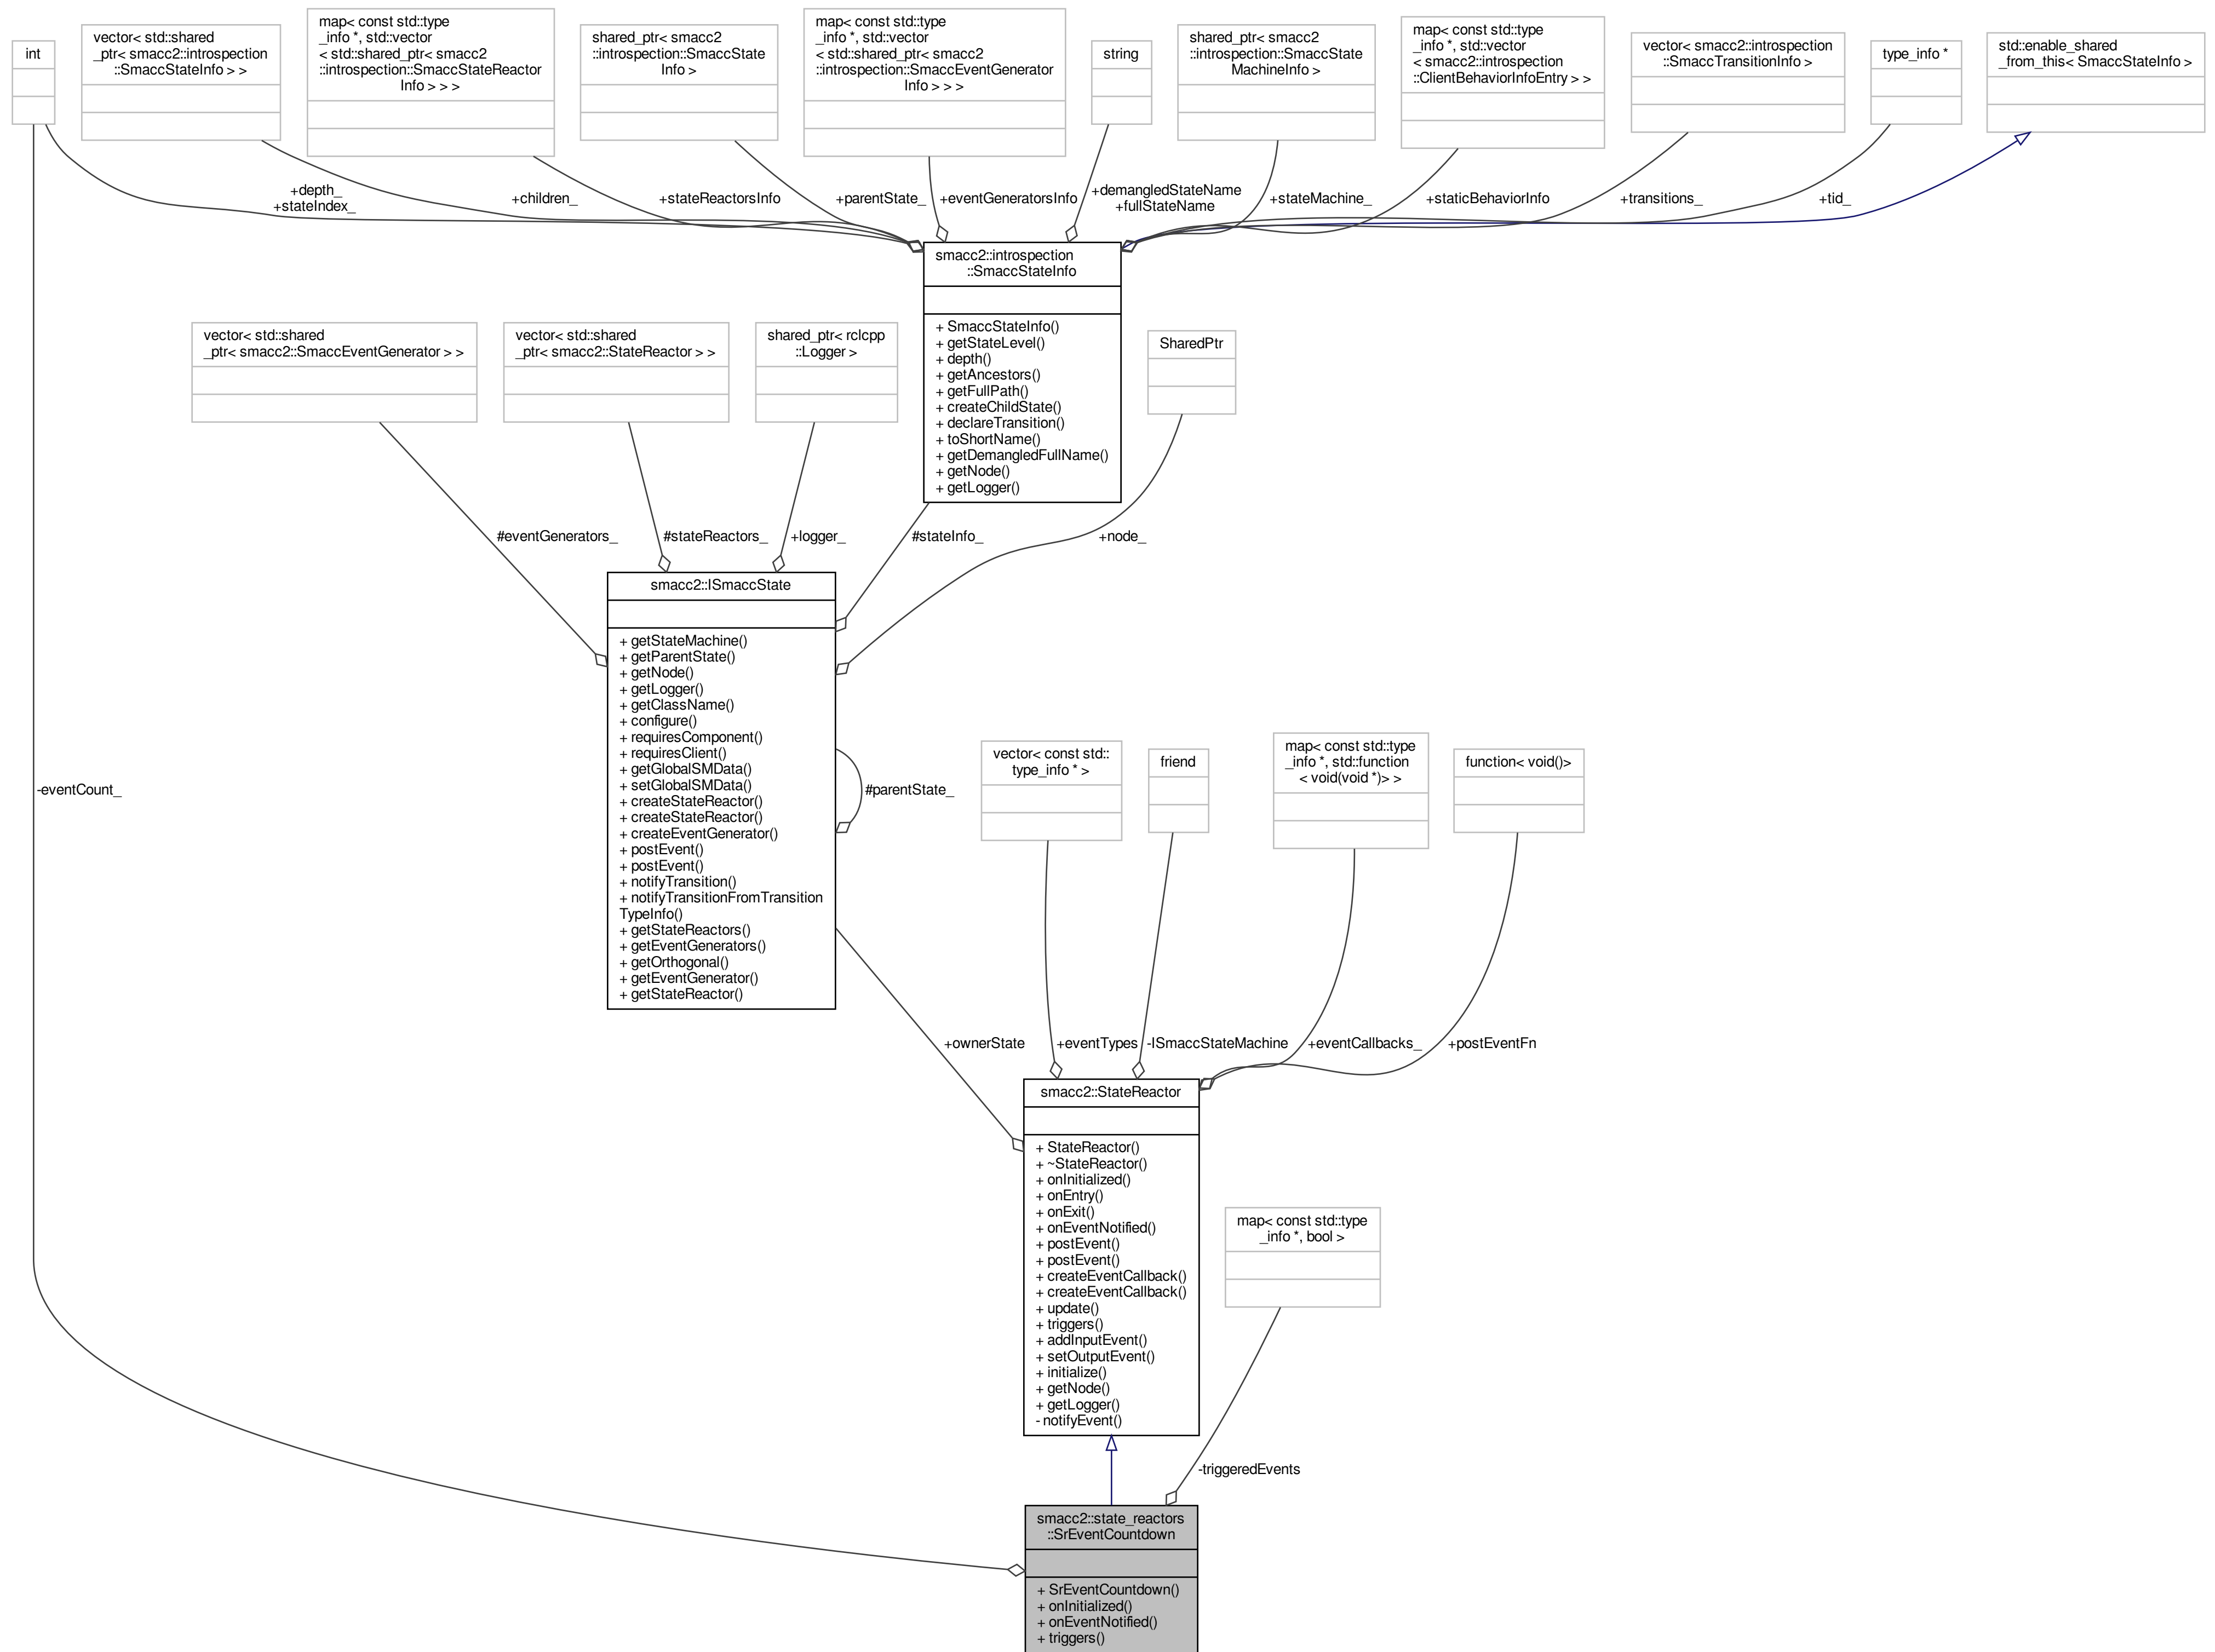 int
vector< std::shared
_ptr< smacc2::introspection
::SmaccStateInfo > >
map< const std::type
_info *, std::vector
< std::shared_ptr< smacc2
::introspection::SmaccStateReactor
Info > > >
shared_ptr< smacc2
::introspection::SmaccState
Info >
map< const std::type
_info *, std::vector
< std::shared_ptr< smacc2
::introspection::SmaccEventGenerator
Info > > >
string
shared_ptr< smacc2
::introspection::SmaccState
MachineInfo >
map< const std::type
_info *, std::vector
< smacc2::introspection
::ClientBehaviorInfoEntry > >
vector< smacc2::introspection
::SmaccTransitionInfo >
type_info *
std::enable_shared
_from_this< SmaccStateInfo >
+depth_
+stateIndex_
+children_
+stateReactorsInfo
+parentState_
+eventGeneratorsInfo
+demangledStateName
+fullStateName
+stateMachine_
+staticBehaviorInfo
+transitions_
+tid_
smacc2::introspection
::SmaccStateInfo
+ SmaccStateInfo()
+ getStateLevel()
+ depth()
+ getAncestors()
+ getFullPath()
+ createChildState()
+ declareTransition()
+ toShortName()
+ getDemangledFullName()
+ getNode()
+ getLogger()
vector< std::shared
_ptr< smacc2::SmaccEventGenerator > >
vector< std::shared
_ptr< smacc2::StateReactor > >
shared_ptr< rclcpp
::Logger >
SharedPtr
#eventGenerators_
#stateReactors_
+logger_
#stateInfo_
+node_
smacc2::ISmaccState
+ getStateMachine()
+ getParentState()
+ getNode()
+ getLogger()
+ getClassName()
+ configure()
+ requiresComponent()
+ requiresClient()
+ getGlobalSMData()
+ setGlobalSMData()
+ createStateReactor()
+ createStateReactor()
+ createEventGenerator()
+ postEvent()
+ postEvent()
+ notifyTransition()
+ notifyTransitionFromTransition
TypeInfo()
+ getStateReactors()
+ getEventGenerators()
+ getOrthogonal()
+ getEventGenerator()
+ getStateReactor()
#parentState_
-eventCount_
vector< const std::
type_info * >
friend
map< const std::type
_info *, std::function
< void(void *)> >
function< void()>
+ownerState
+eventTypes
-ISmaccStateMachine
+eventCallbacks_
+postEventFn
smacc2::StateReactor
+ StateReactor()
+ ~StateReactor()
+ onInitialized()
+ onEntry()
+ onExit()
+ onEventNotified()
+ postEvent()
+ postEvent()
+ createEventCallback()
+ createEventCallback()
+ update()
+ triggers()
+ addInputEvent()
+ setOutputEvent()
+ initialize()
+ getNode()
+ getLogger()
- notifyEvent()
map< const std::type
_info *, bool >
-triggeredEvents
smacc2::state_reactors
::SrEventCountdown
+ SrEventCountdown()
+ onInitialized()
+ onEventNotified()
+ triggers()